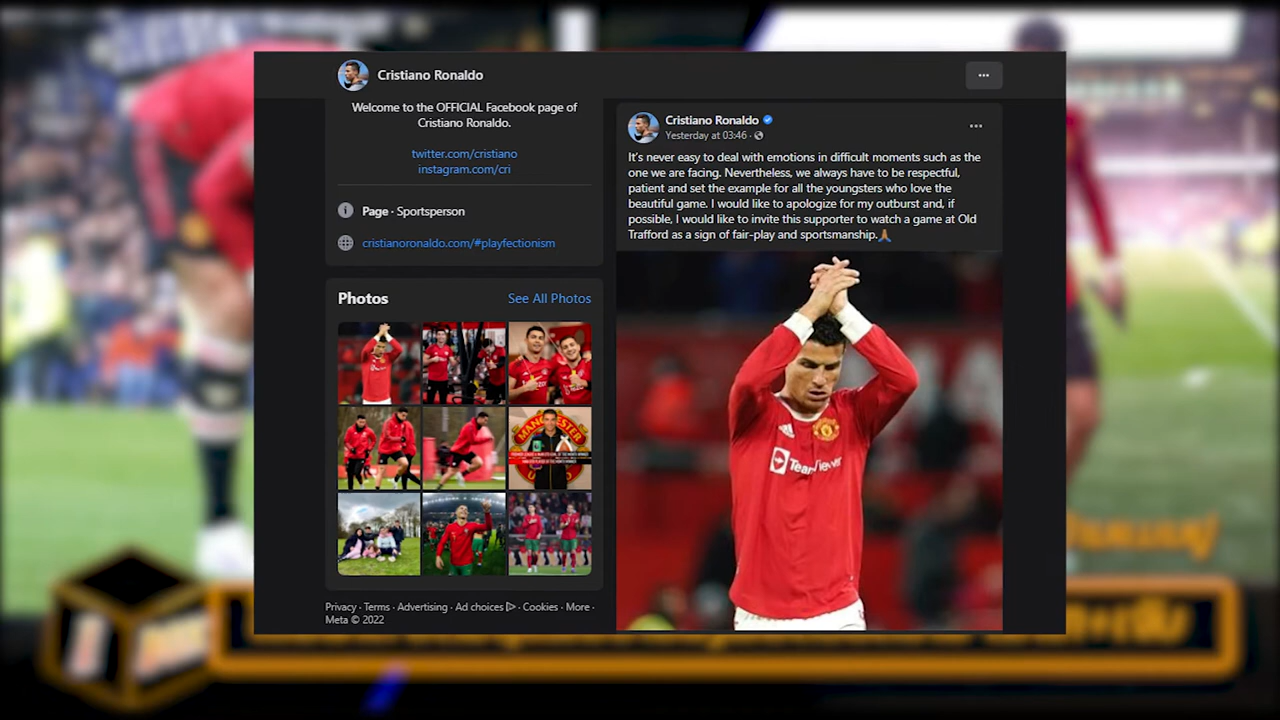 Cristiano Ronaldo
Welcome to the OFFICIAL Facebook page of
Cristiano Ronaldo.
twitter.com/cristiano
instagram.com/cri
Page · Sportsperson
cristianoronaldo.com/#playfectionism
Photos
See All Photos
MANCHESTER
Privacy · Terms · Advertising · Ad choices · Cookies · More ·
Meta © 2022
Cristiano Ronaldo
Yesterday at 03:46 ·
It's never easy to deal with emotions in difficult moments such as the
one we are facing. Nevertheless, we always have to be respectful,
patient and set the example for all the youngsters who love the
beautiful game. I would like to apologize for my outburst and, if
possible, I would like to invite this supporter to watch a game at Old
Trafford as a sign of fair-play and sportsmanship.🙏🏾
TeamViewer